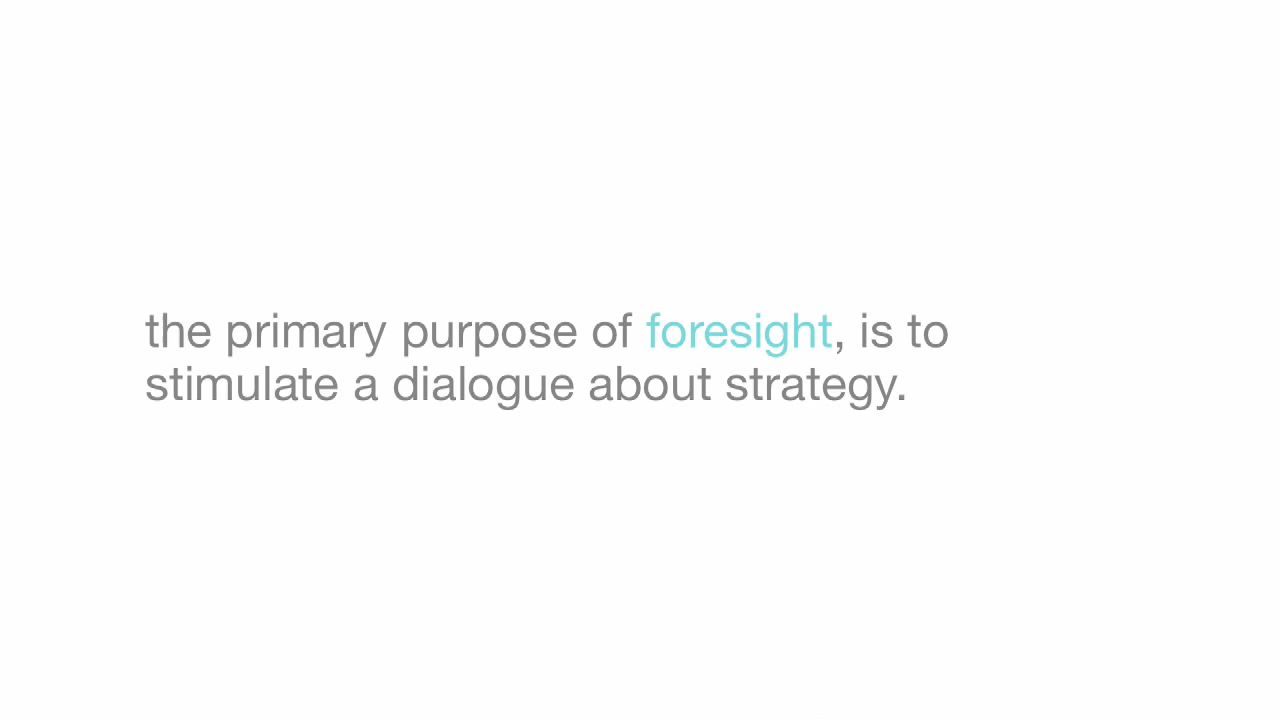 the primary purpose of foresight, is to
stimulate a dialogue about strategy.